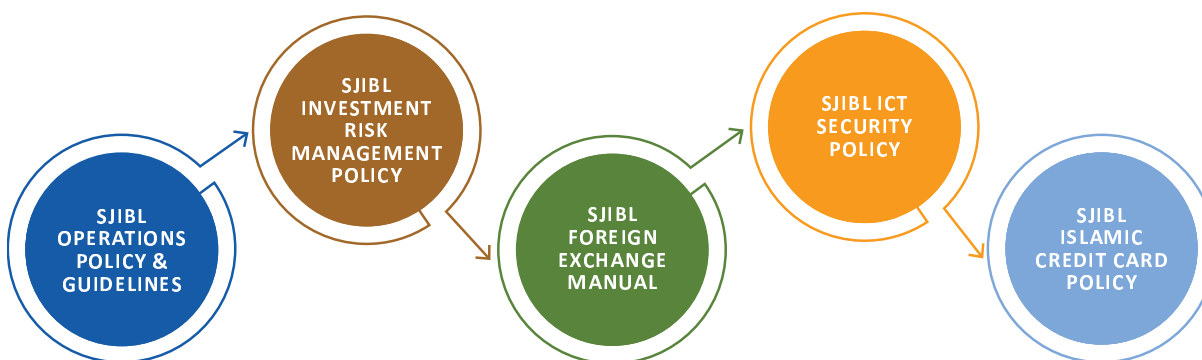 SJIBL
OPERATIONS
POLICY &
GUIDELINES
SJIBL
INVESTMENT
RISK
MANAGEMENT
POLICY
SJIBL
FOREIGN
EXCHANGE
MANUAL
SJIBL ICT
SECURITY
POLICY
SJIBL
ISLAMIC
CREDIT CARD
POLICY